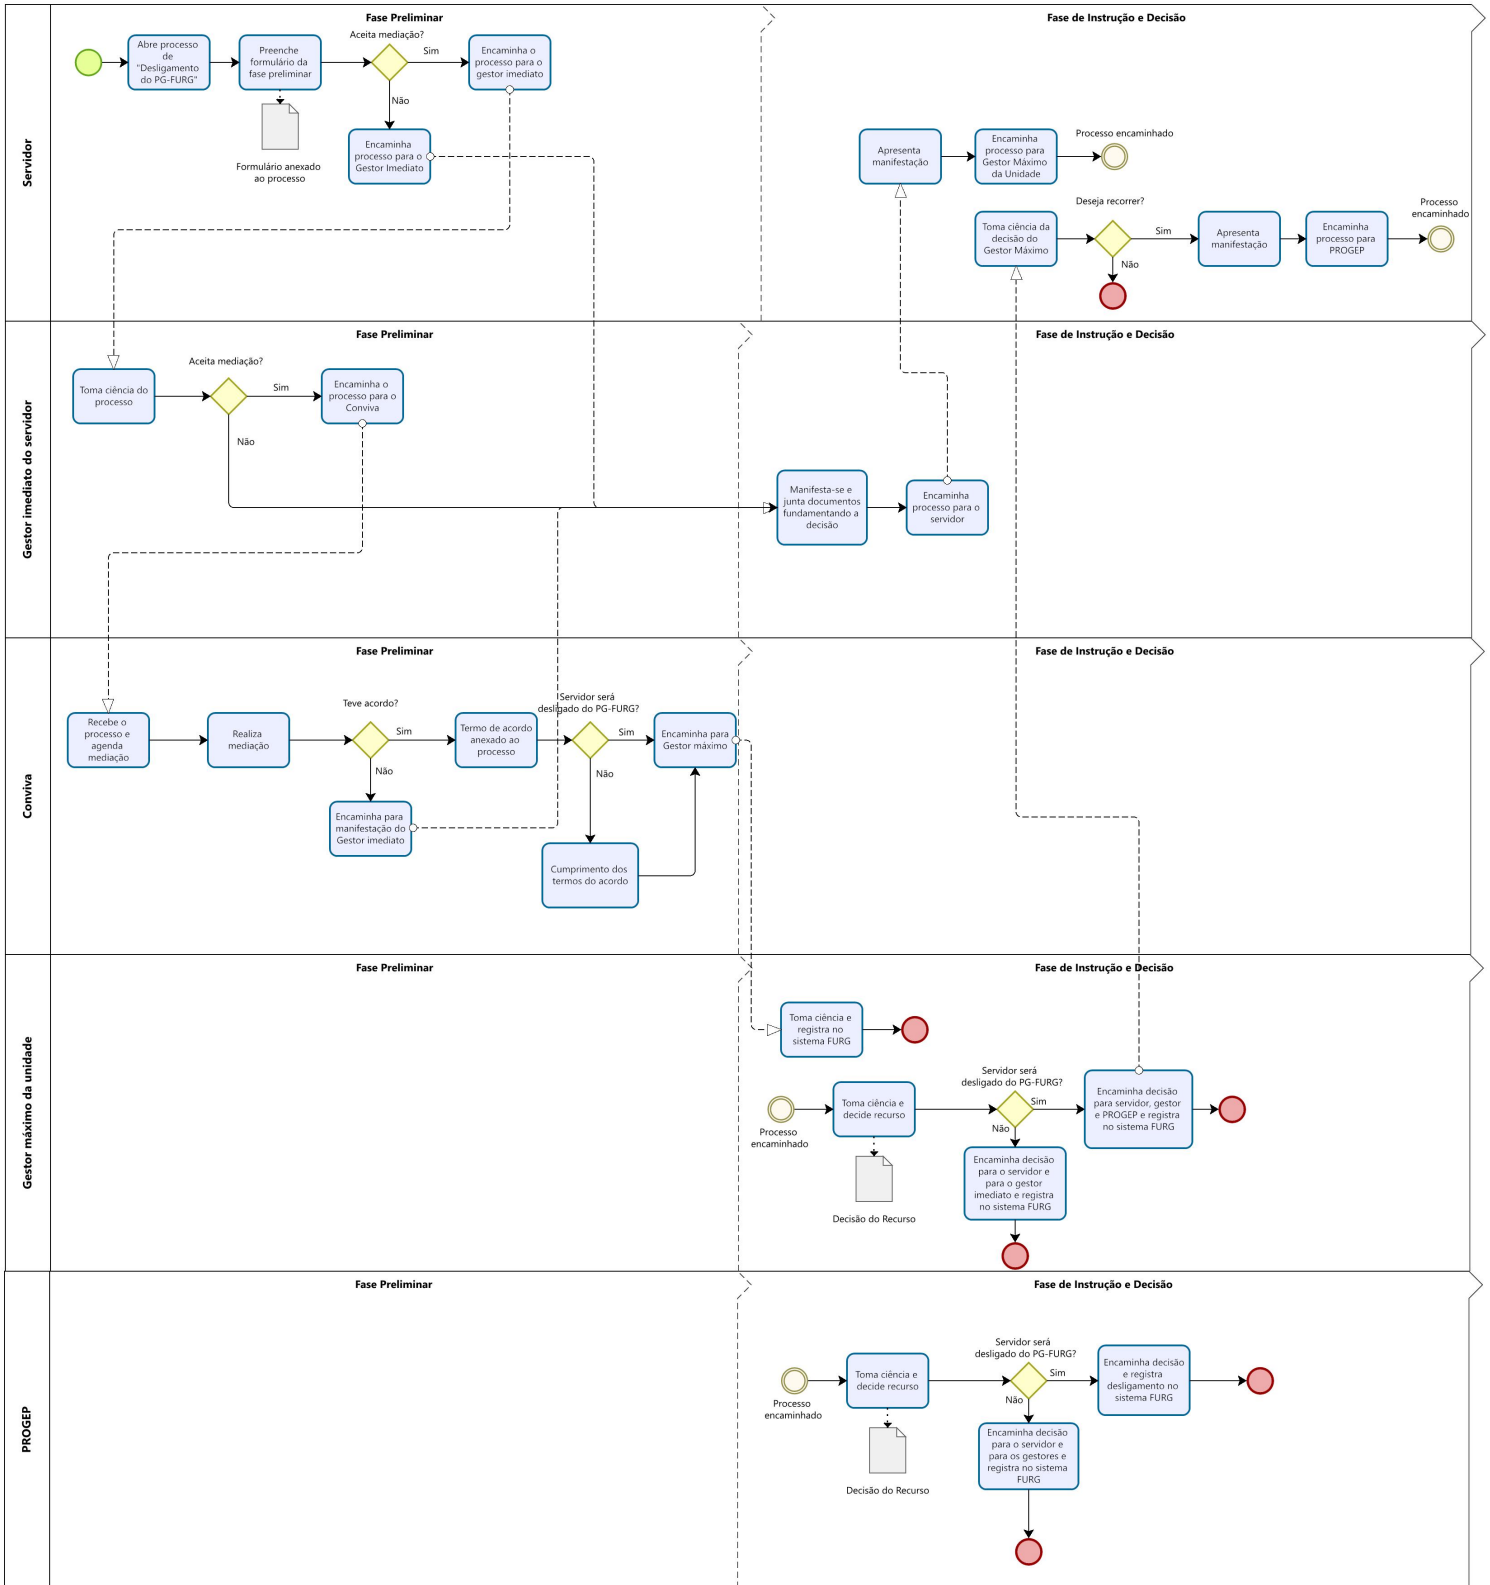 Servidor
Fase Preliminar
Fase de Instrução e Decisão
Abre processo
de
"Desligamento
do PG-FURG"
Preenche
formulário da
fase preliminar
Formulário anexado
ao processo
Aceita mediação?
Sim
Não
Encaminha o
processo para o
gestor imediato
Encaminha
processo para o
Gestor Imediato
Apresenta
manifestação
Encaminha
processo para
Gestor Máximo
da Unidade
Processo encaminhado
Toma ciência da
decisão do
Gestor Máximo
Deseja recorrer?
Sim
Não
Apresenta
manifestação
Encaminha
processo para
PROGEP
Processo
encaminhado
Gestor imediato do servidor
Fase Preliminar
Fase de Instrução e Decisão
Toma ciência do
processo
Aceita mediação?
Sim
Não
Encaminha o
processo para o
Conviva
Manifesta-se e
junta documentos
fundamentando a
decisão
Encaminha
processo para o
servidor
Conviva
Fase Preliminar
Fase de Instrução e Decisão
Recebe o
processo e
agenda
mediação
Realiza
mediação
Teve acordo?
Sim
Não
Encaminha para
manifestação do
Gestor imediato
Termo de acordo
anexado ao
processo
Servidor será
desligado do PG-FURG?
Sim
Não
Encaminha para
Gestor máximo
Cumprimento dos
termos do acordo
Gestor máximo da unidade
Fase Preliminar
Fase de Instrução e Decisão
Toma ciência e
registra no
sistema FURG
Processo
encaminhado
Toma ciência e
decide recurso
Decisão do Recurso
Servidor será
desligado do PG-FURG?
Sim
Não
Encaminha decisão
para servidor, gestor
e PROGEP e registra
no sistema FURG
Encaminha decisão
para o servidor e
para o gestor
imediato e registra
no sistema FURG
PROGEP
Fase Preliminar
Fase de Instrução e Decisão
Processo
encaminhado
Toma ciência e
decide recurso
Decisão do Recurso
Servidor será
desligado do PG-FURG?
Sim
Não
Encaminha decisão
e registra
desligamento no
sistema FURG
Encaminha decisão
para o servidor e
para os gestores e
registra no sistema
FURG